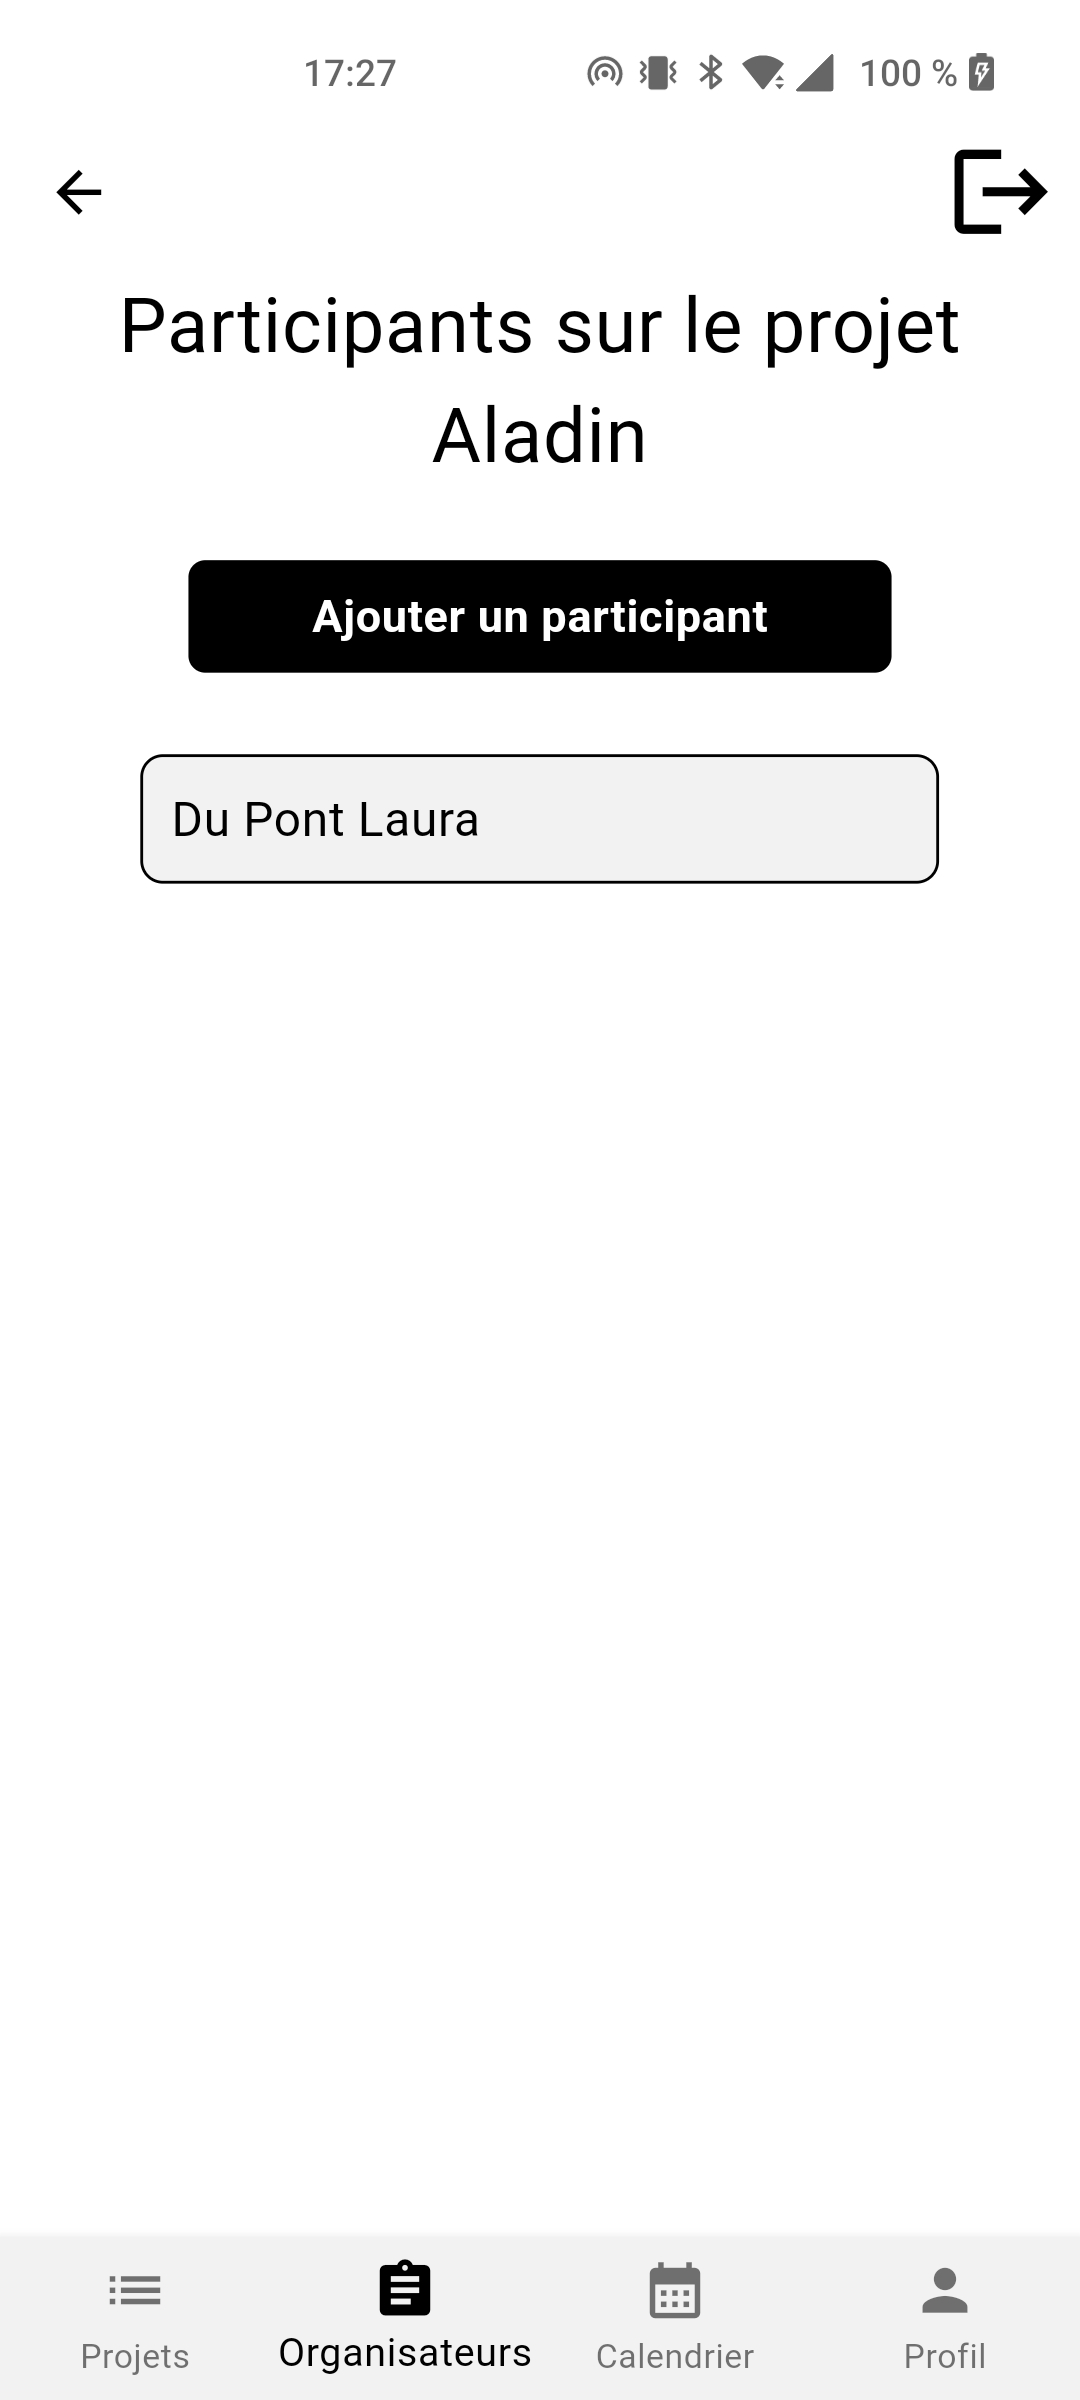 17:27
100 %
Participants sur le projet
Aladin
Ajouter un participant
Du Pont Laura
Projets
Organisateurs
Calendrier
Profil